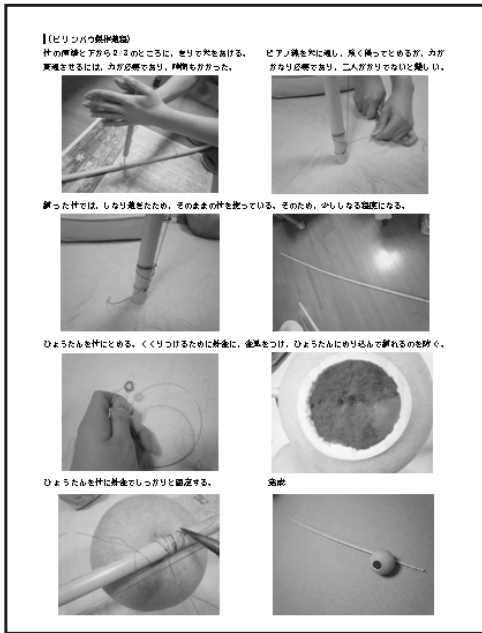 （ビリンバウ製作過程）
竹の両端と下から2/3のところに、きりで穴をあける。
貫通させるには、力が必要であり、時間もかかった。
ピアノ線を穴に通し、強く張ってとめるが、力が
かなり必要であり、二人がかりでないと難しい。
割った竹では、しなり過ぎたため、そのままの竹を使っている。そのため、少ししなる程度になる。
ひょうたんを竹にとめる、くくりつけるために針金に、金具をつけ、ひょうたんにめり込んで割れるのを防ぐ。
ひょうたんを竹に針金でしっかりと固定する。
完成